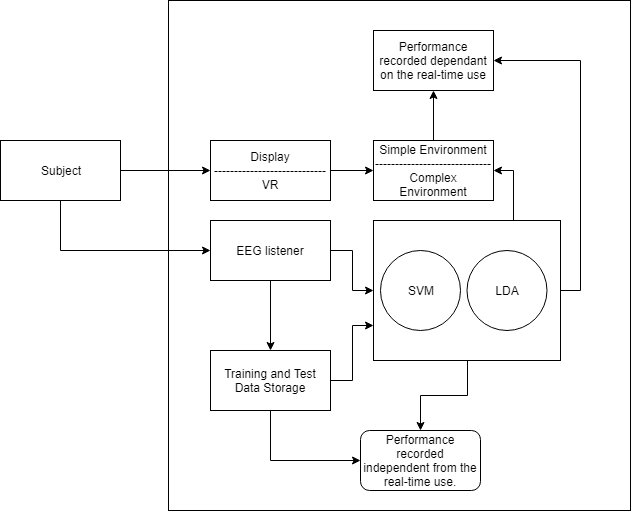 Performance
recorded dependant
on the real-time use
Subject
Display
VR
Simple Environment
Complex
Environment
EEG listener
SVM
LDA
Training and Test
Data Storage
Performance
recorded
independent from the
real-time use.